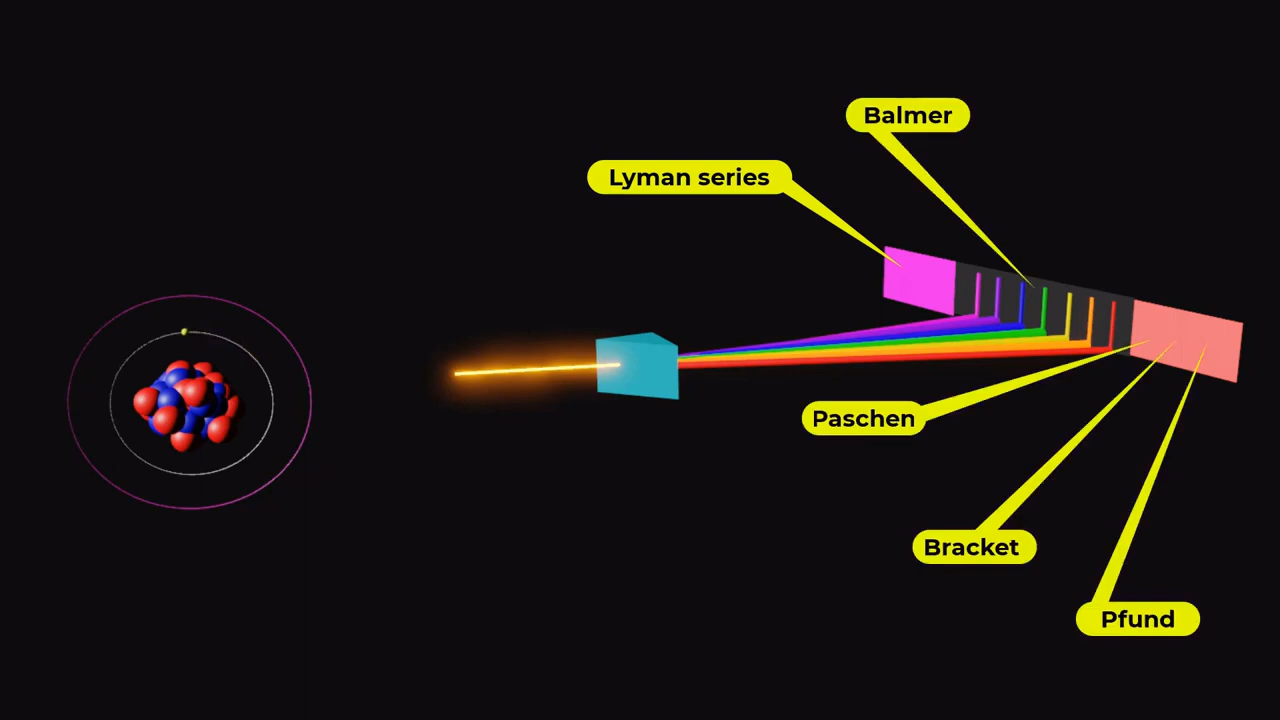 Balmer
Lyman series
Paschen
Bracket
Pfund